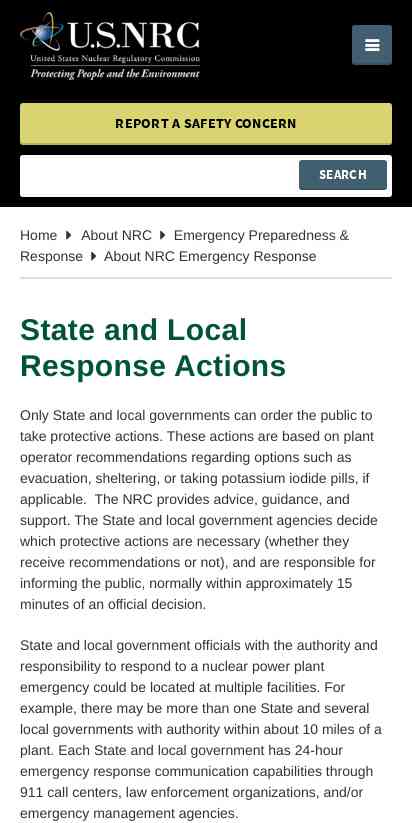 U.S.NRC
United States Nuclear Regulatory Commission
Protecting People and the Environment
REPORT A SAFETY CONCERN
SEARCH
Home About NRC Emergency Preparedness &
Response About NRC Emergency Response
State and Local
Response Actions
Only State and local governments can order the public to
take protective actions. These actions are based on plant
operator recommendations regarding options such as
evacuation, sheltering, or taking potassium iodide pills, if
applicable.  The NRC provides advice, guidance, and
support. The State and local government agencies decide
which protective actions are necessary (whether they
receive recommendations or not), and are responsible for
informing the public, normally within approximately 15
minutes of an official decision.
State and local government officials with the authority and
responsibility to respond to a nuclear power plant
emergency could be located at multiple facilities. For
example, there may be more than one State and several
local governments with authority within about 10 miles of a
plant. Each State and local government has 24-hour
emergency response communication capabilities through
911 call centers, law enforcement organizations, and/or
emergency management agencies.